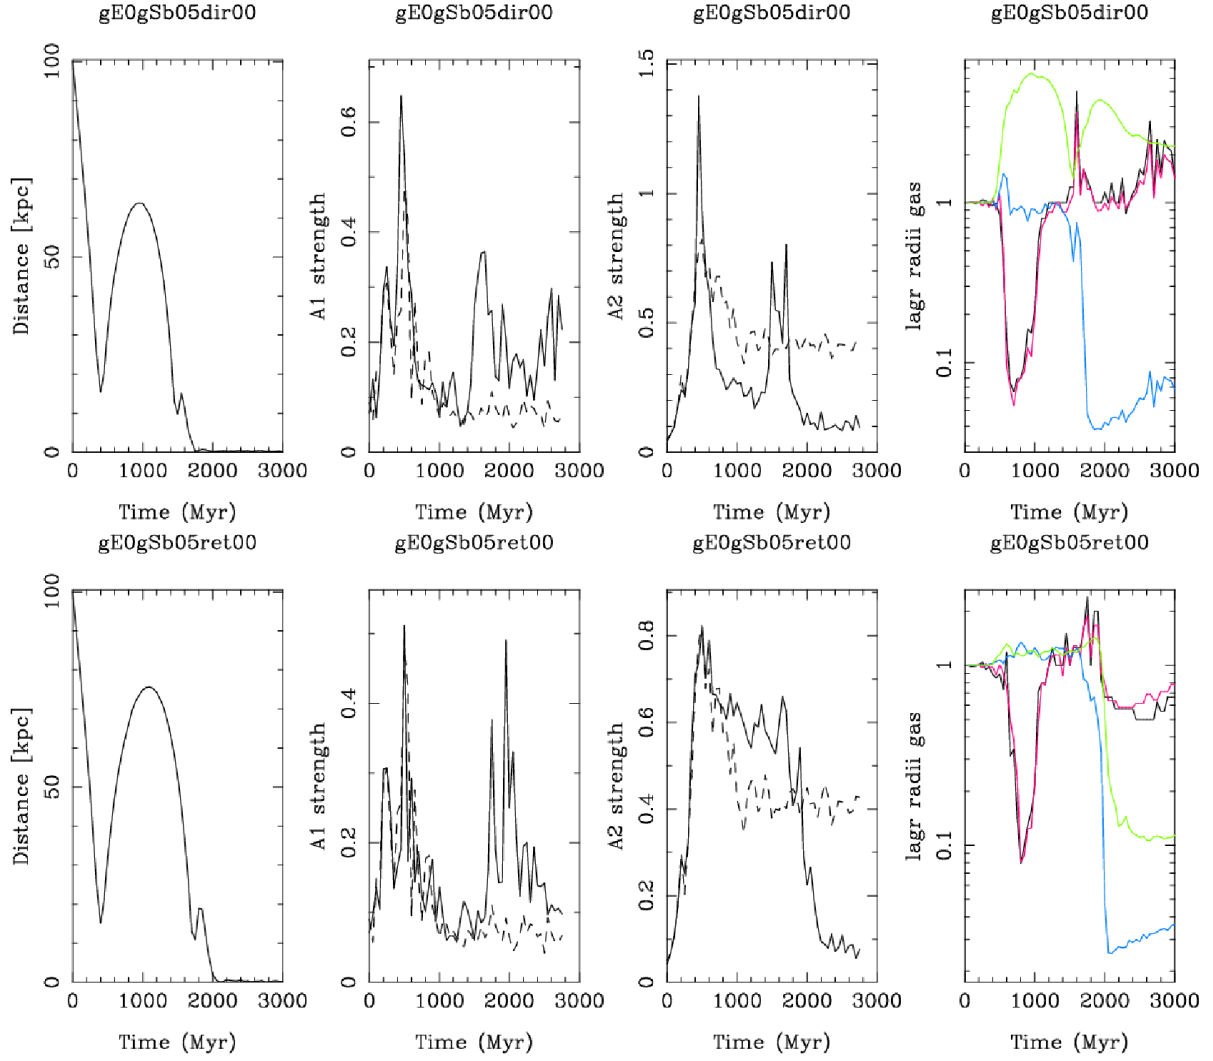 gE0gSb05dir00 gE0gSb05dir00 gE0gSb05dir00 gE0gSb05dir00
Distance [kpc]
0 50 100
0 1000 2000 3000
Time (Myr)
A1 strength
0 0.2 0.4 0.6
0 1000 2000 3000
Time (Myr)
A2 strength
0 0.5 1 1.5
0 1000 2000 3000
Time (Myr)
lagr radii gas
0.1 1
0 1000 2000 3000
Time (Myr)
gE0gSb05ret00 gE0gSb05ret00 gE0gSb05ret00 gE0gSb05ret00
Distance [kpc]
0 50 100
0 1000 2000 3000
Time (Myr)
A1 strength
0 0.2 0.4
0 1000 2000 3000
Time (Myr)
A2 strength
0 0.2 0.4 0.6 0.8
0 1000 2000 3000
Time (Myr)
lagr radii gas
0.1 1
0 1000 2000 3000
Time (Myr)